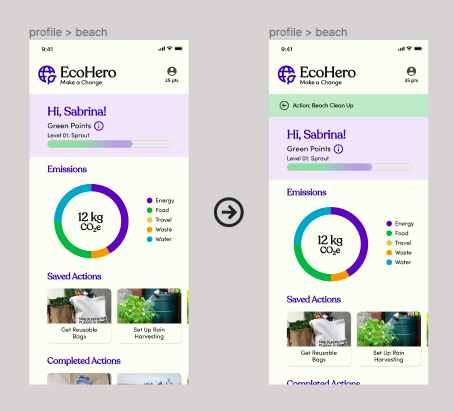 profile > beach
9:41
EcoHero
Make a Change
35 pts
Hi, Sabrina!
Green Points
Level 01: Sprout
Emissions
12 kg
CO₂e
Energy
Food
Travel
Waste
Water
Saved Actions
Get Reusable
Bags
Set Up Rain
Harvesting
Completed Actions
profile > beach
9:41
EcoHero
Make a Change
35 pts
Action: Beach Clean Up
Hi, Sabrina!
Green Points
Level 01: Sprout
Emissions
12 kg
CO₂e
Energy
Food
Travel
Waste
Water
Saved Actions
Get Reusable
Bags
Set Up Rain
Harvesting
Completed Actions